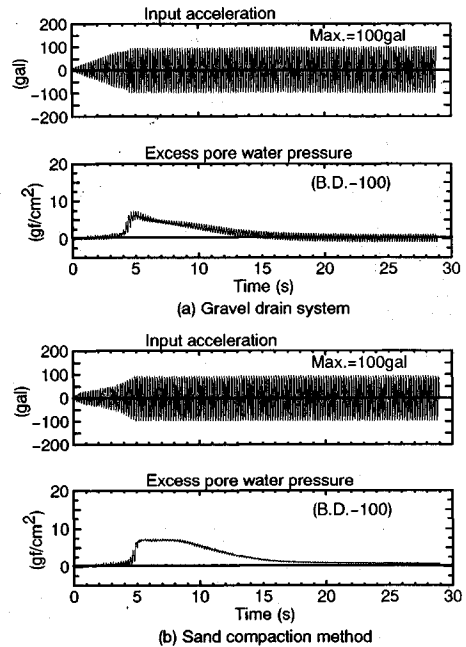 Input acceleration
200
100
0
−100
−200
(gal)
Max.=100gal
Excess pore water pressure
20
10
0
(gf/cm2)
(B.D.−100)
0 5 10 15 20 25 30
Time (s)
(a) Gravel drain system
Input acceleration
200
100
0
−100
−200
(gal)
Max.=100gal
Excess pore water pressure
20
10
0
(gf/cm2)
(B.D.−100)
0 5 10 15 20 25 30
Time (s)
(b) Sand compaction method